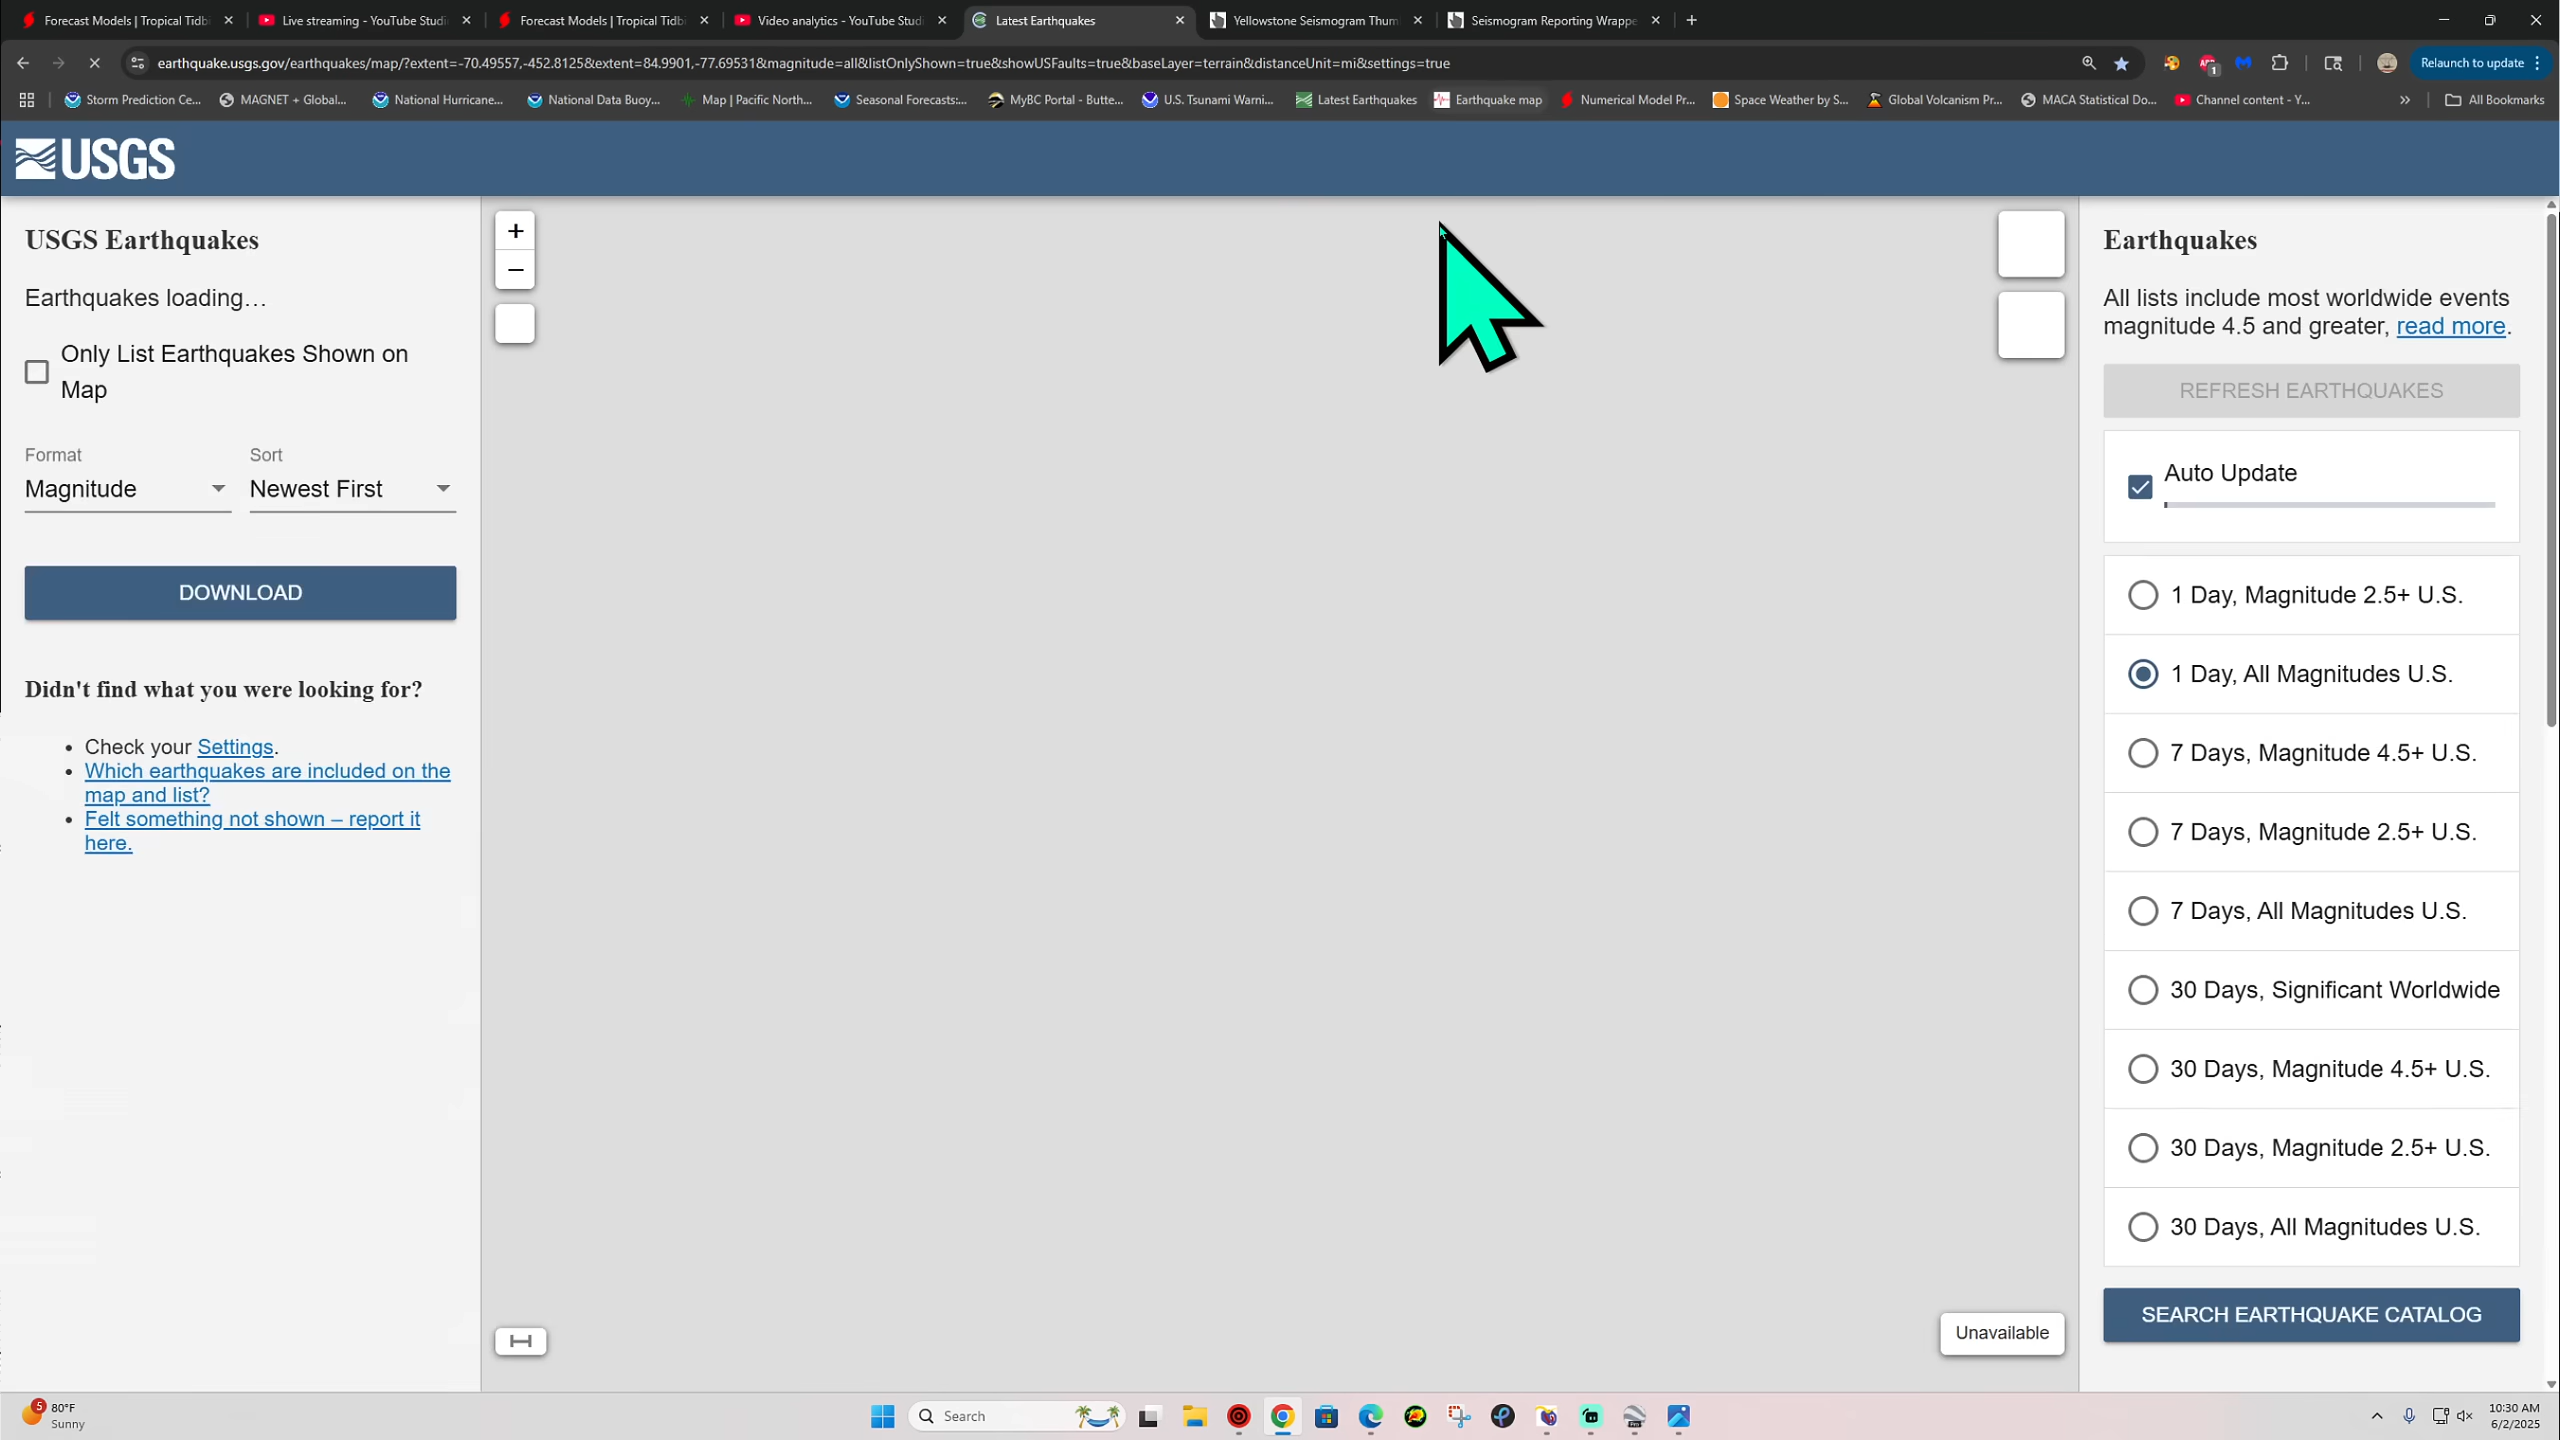 Forecast Models | Tropical Tidb
Live streaming - YouTube Studi
Forecast Models | Tropical Tidb
Video analytics - YouTube Studi
Latest Earthquakes
Yellowstone Seismogram Thum
Seismogram Reporting Wrappe
earthquake.usgs.gov/earthquakes/map/?extent=-70.49557,-452.8125&extent=84.9901,-77.69531&magnitude=all&listOnlyShown=true&showUSFaults=true&baseLayer=terrain&distanceUnit=mi&settings=true
Relaunch to update
Storm Prediction Ce...
MAGNET + Global...
National Hurricane...
National Data Buoy...
Map | Pacific North...
Seasonal Forecasts:...
MyBC Portal - Butte...
U.S. Tsunami Warni...
Latest Earthquakes
Earthquake map
Numerical Model Pr...
Space Weather by S...
Global Volcanism Pr...
MACA Statistical Do...
Channel content - Y...
All Bookmarks
USGS
USGS Earthquakes
Earthquakes loading…
Only List Earthquakes Shown on
Map
Format
Sort
Magnitude
Newest First
DOWNLOAD
Didn't find what you were looking for?
• Check your Settings.
• Which earthquakes are included on the
map and list?
• Felt something not shown – report it
here.
+
−
Unavailable
Earthquakes
All lists include most worldwide events
magnitude 4.5 and greater, read more.
REFRESH EARTHQUAKES
Auto Update
1 Day, Magnitude 2.5+ U.S.
1 Day, All Magnitudes U.S.
7 Days, Magnitude 4.5+ U.S.
7 Days, Magnitude 2.5+ U.S.
7 Days, All Magnitudes U.S.
30 Days, Significant Worldwide
30 Days, Magnitude 4.5+ U.S.
30 Days, Magnitude 2.5+ U.S.
30 Days, All Magnitudes U.S.
SEARCH EARTHQUAKE CATALOG
5
80°F
Sunny
Search
10:30 AM
6/2/2025